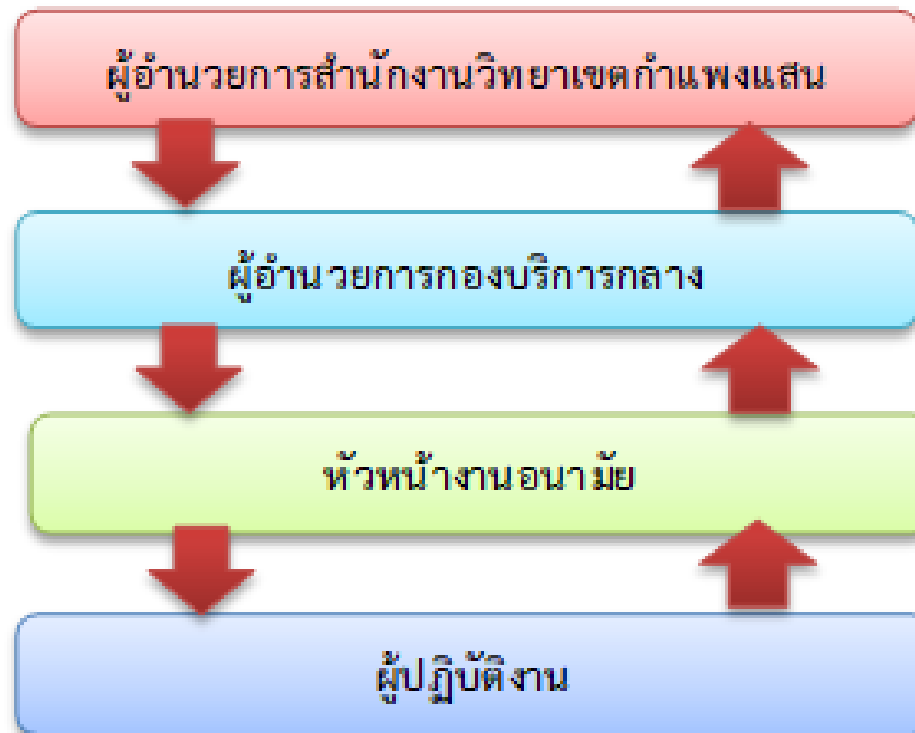 ผู้อำนวยการสำนักงานวิทยาเขตกำแพงแสน
ผู้อำนวยการกองบริการกลาง
หัวหน้างานอนามัย
ผู้ปฏิบัติงาน